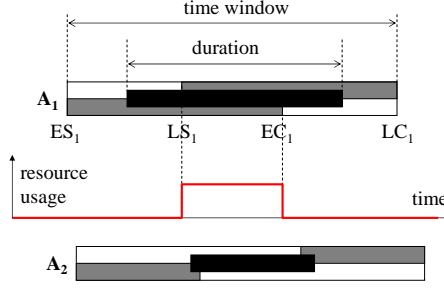 time window
duration
A1
ES1 LS1 EC1 LC1
resource
usage
time
A2